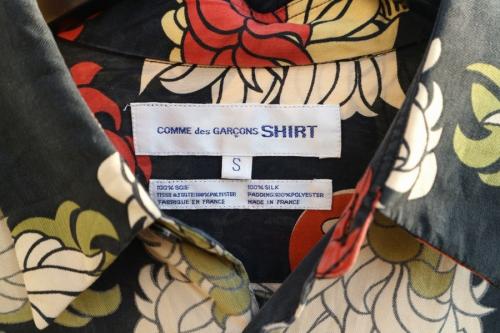 COMME des GARÇONS SHIRT
S
100% SOIE
FABRIQUE EN FRANCE
100% SILK
PADDING:100% POLYESTER
MADE IN FRANCE